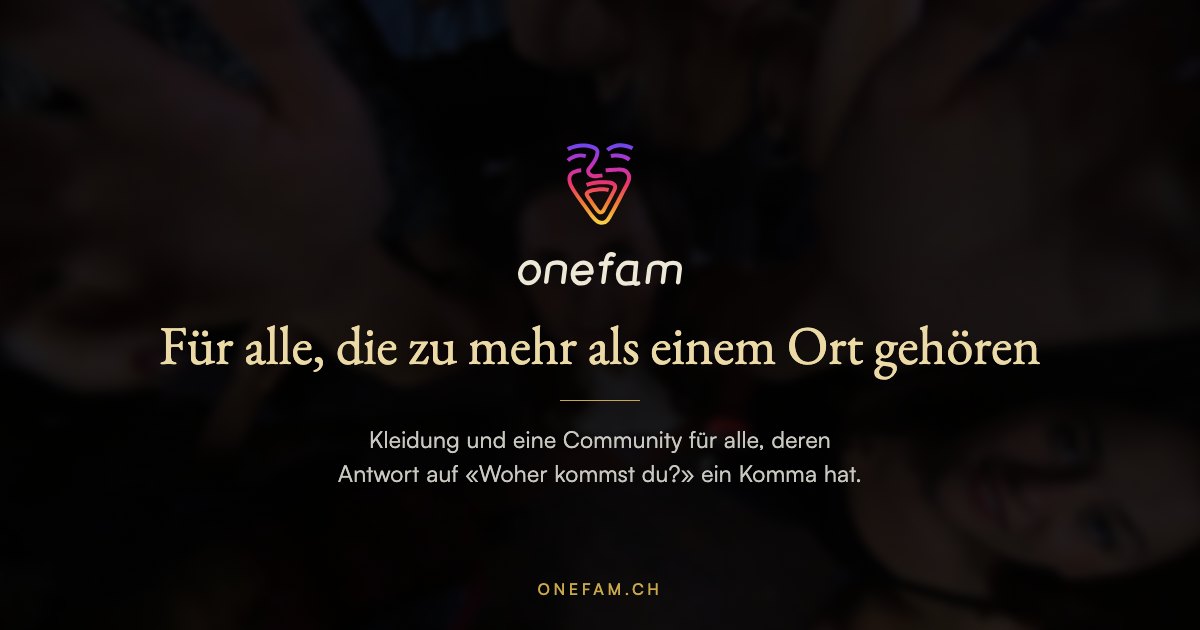 onefam
Für alle, die zu mehr als einem Ort gehören
Kleidung und eine Community für alle, deren
Antwort auf «Woher kommst du?» ein Komma hat.
ONEFAM.CH